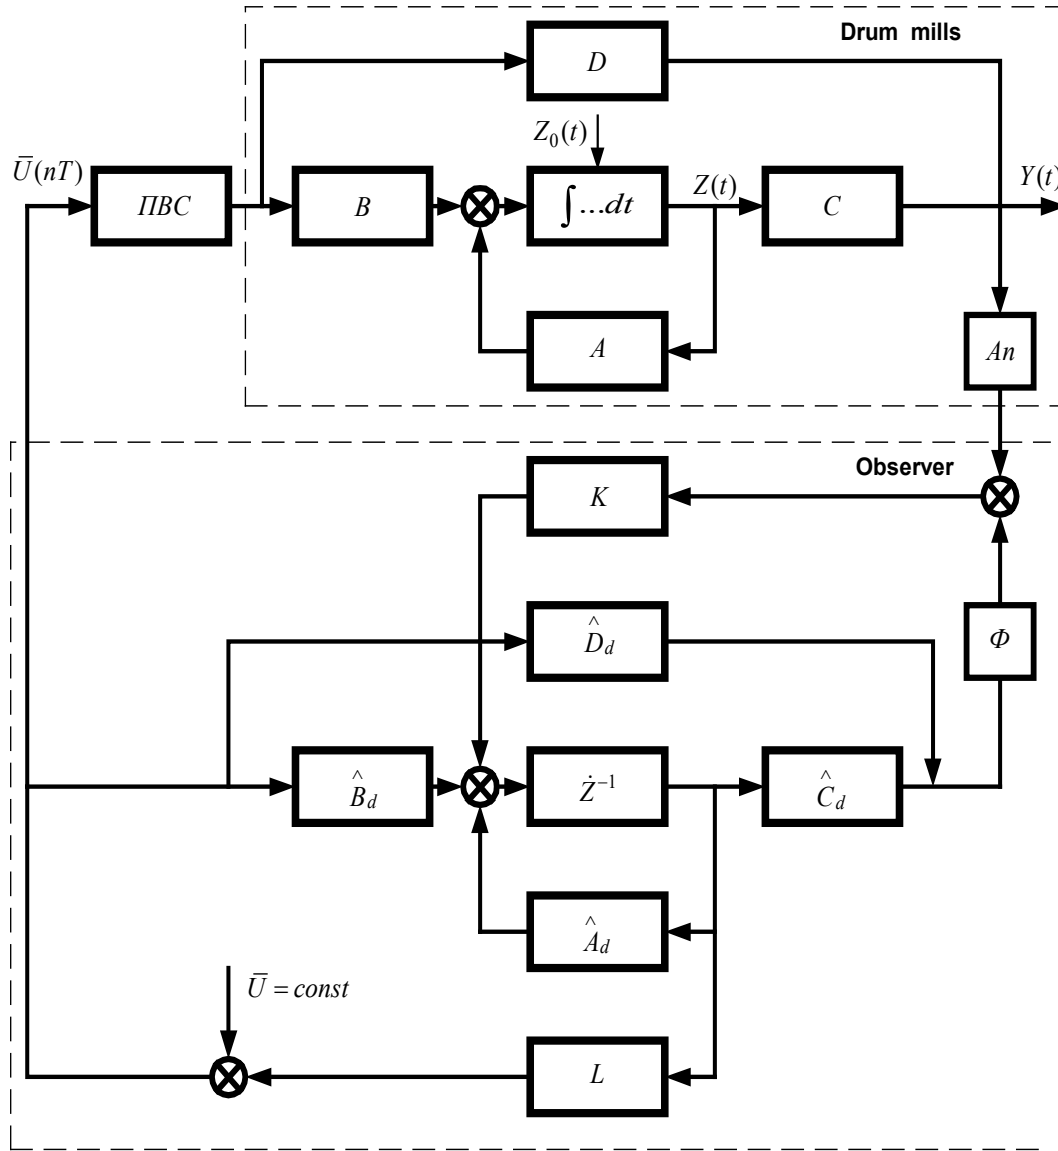 Drum mills
D
Z₀(t)
Ū(nT)
ПВС
B
∫...dt
Z(t)
C
Y(t)
A
An
Observer
K
D̂d
Φ
B̂d
Ż⁻¹
Ĉd
Âd
Ū = const
L